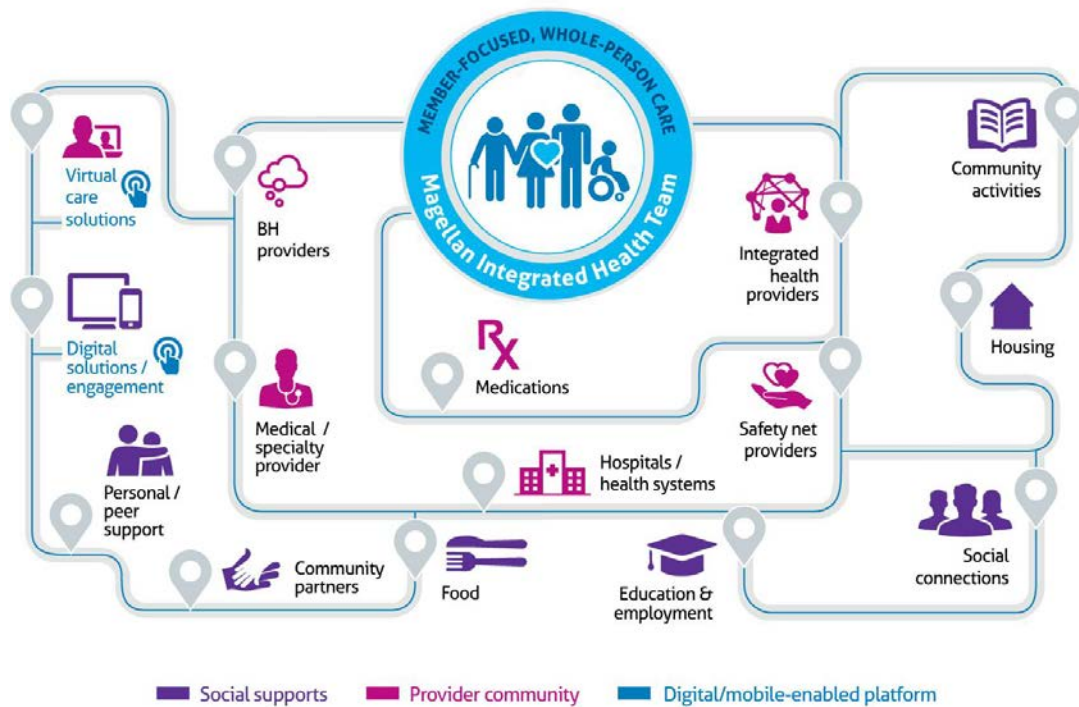 MEMBER-FOCUSED, WHOLE-PERSON CARE
Magellan Integrated Health Team
Virtual
care
solutions
BH
providers
Integrated
health
providers
Community
activities
Digital
solutions /
engagement
Medical /
specialty
provider
Rx
Medications
Safety net
providers
Housing
Personal /
peer
support
Hospitals /
health systems
Community
partners
Food
Education &
employment
Social
connections
Social supports
Provider community
Digital/mobile-enabled platform